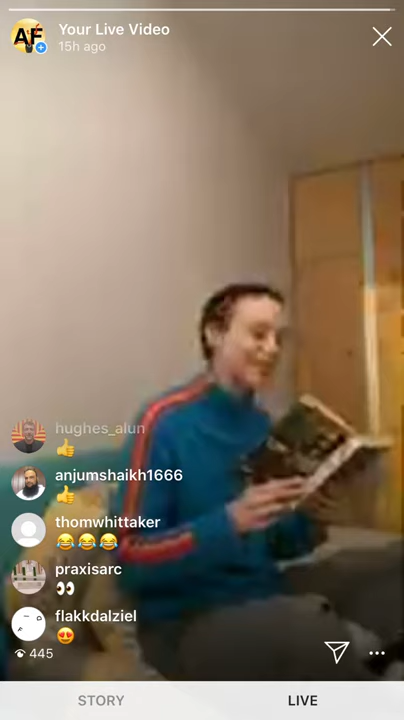 AF
Your Live Video
15h ago
hughes_alun
👍
anjumshaikh1666
👍
thomwhittaker
😂😂😂
praxisarc
👀
flakkdalziel
😍
445
STORY
LIVE